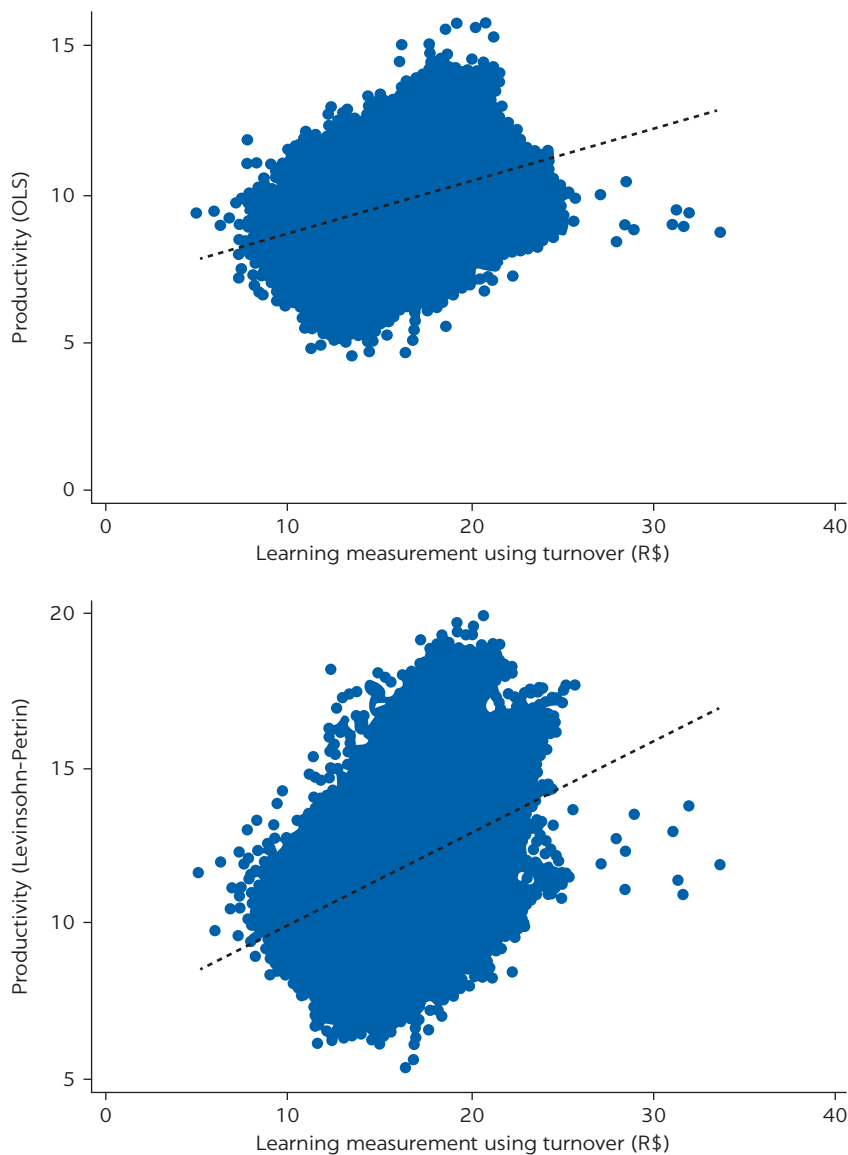 15
10
5
0
Productivity (OLS)
0 10 20 30 40
Learning measurement using turnover (R$)
20
15
10
5
Productivity (Levinsohn-Petrin)
0 10 20 30 40
Learning measurement using turnover (R$)